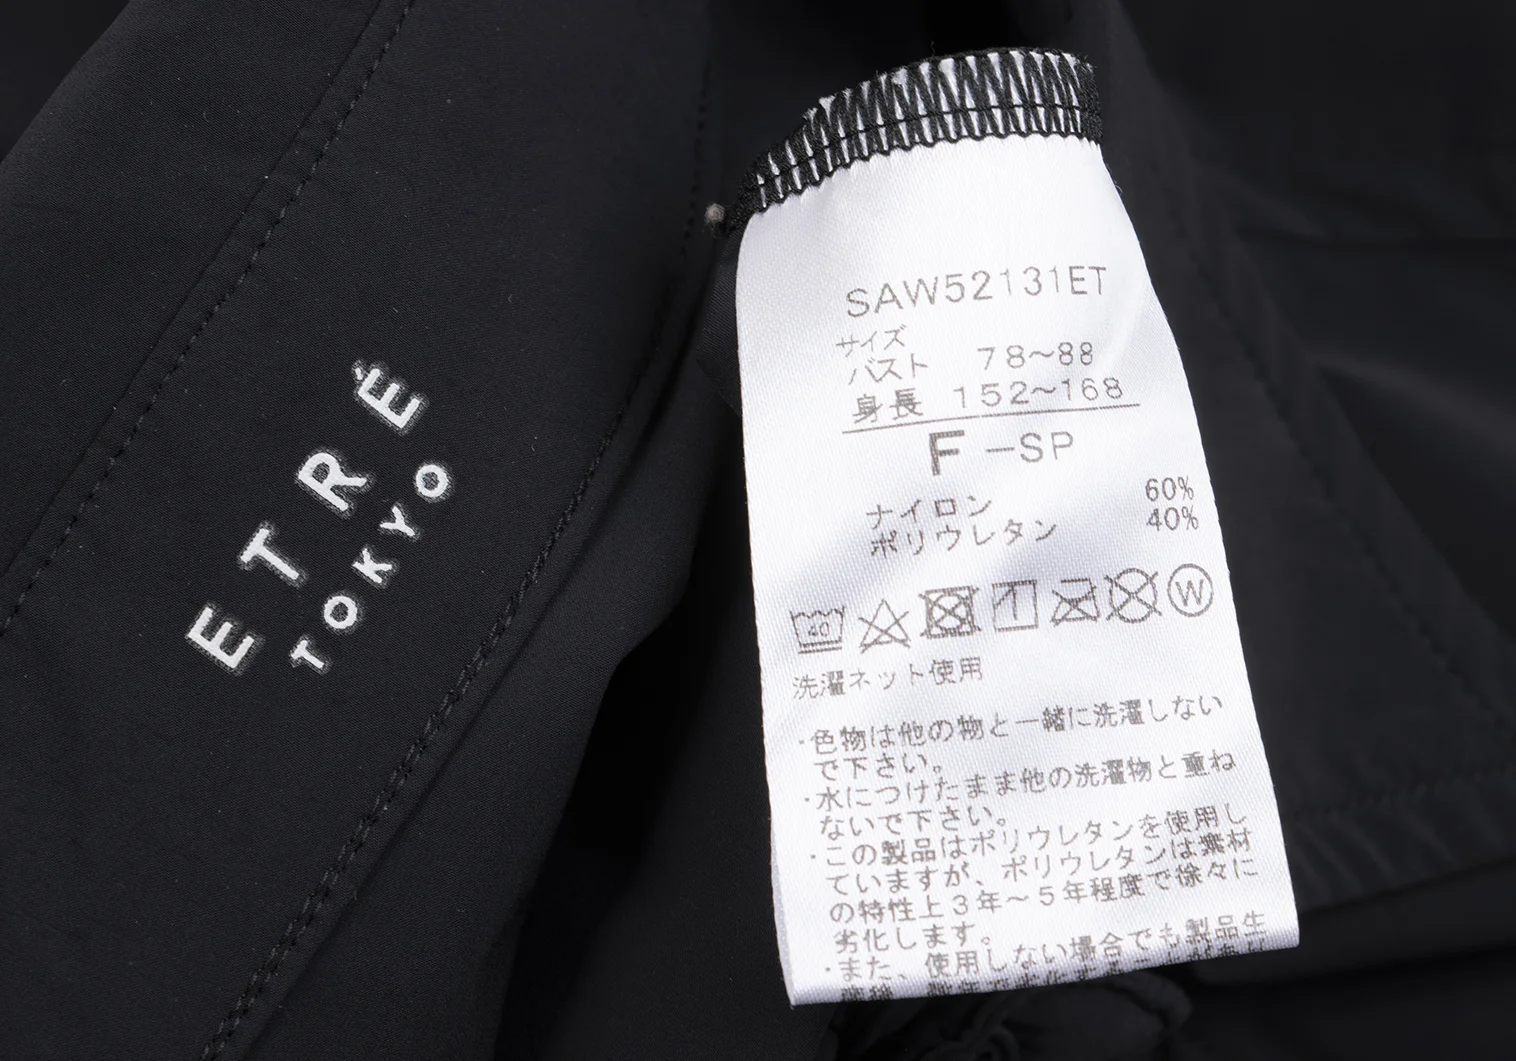 ETRÉ
TOKYO
SAW52131ET
サイズ
バスト 78~88
身長 152~168
F -SP
ナイロン 60%
ポリウレタン 40%
40
W
洗濯ネット使用
・色物は他の物と一緒に洗濯しない
で下さい。
・水につけたまま他の洗濯物と重ね
ないで下さい。
・この製品はポリウレタンを使用し
ていますが、ポリウレタンは素材
の特性上3年~5年程度で徐々に
劣化します。
・また、使用しない場合でも製品生